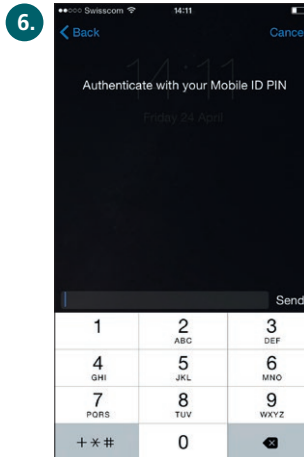 6.
Swisscom 14:11
Back Cance
14:11
Authenticate with your Mobile ID PIN
Friday 24 April
Send
1 2 3
ABC DEF
4 5 6
GHI JKL MNO
7 8 9
PQRS TUV WXYZ
+*# 0